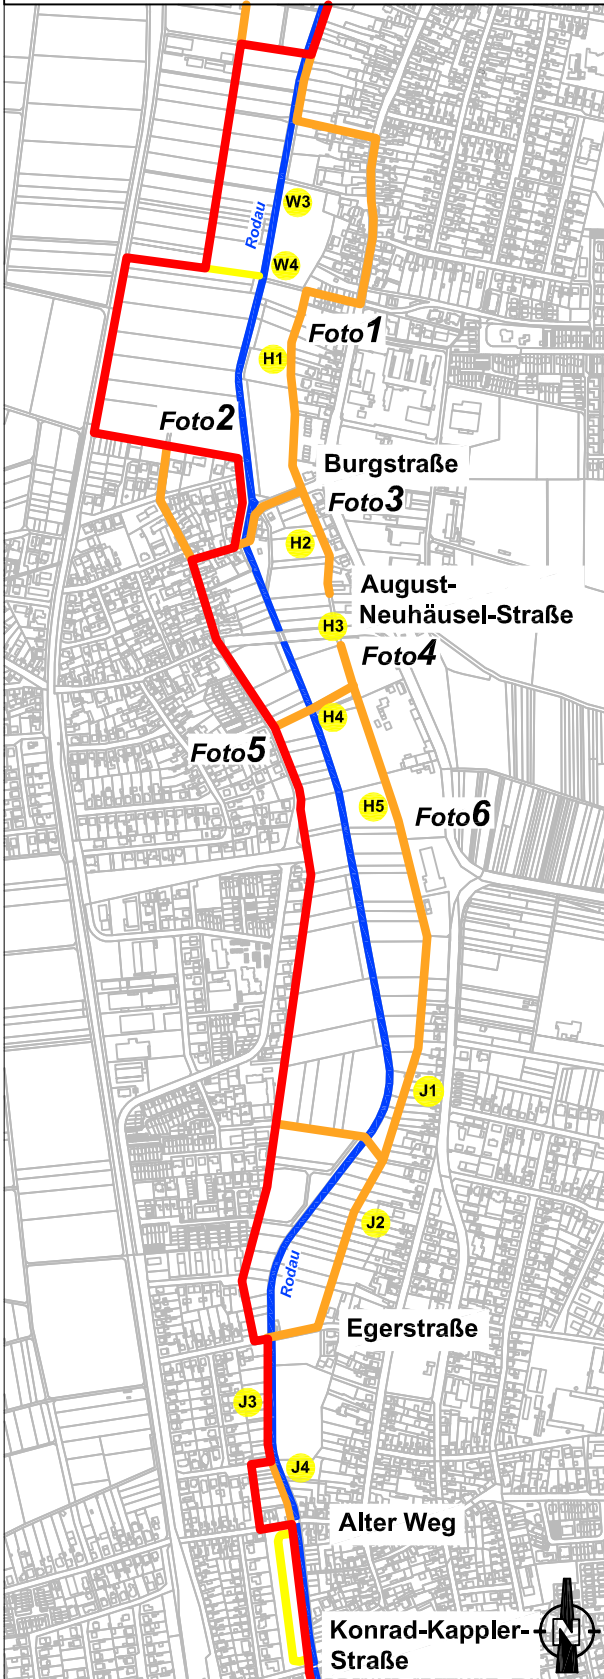 W3
Rodau
W4
Foto1
H1
Foto2
Burgstraße
Foto3
H2
August-
Neuhäusel-Straße
H3
Foto4
H4
Foto5
H5
Foto6
J1
J2
Rodau
Egerstraße
J3
J4
Alter Weg
Konrad-Kappler-
Straße
N